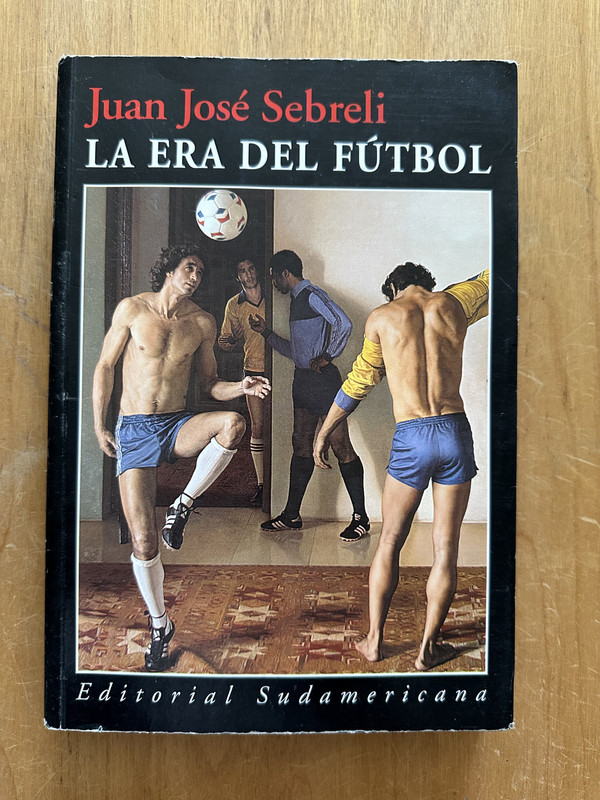 Juan José Sebreli
LA ERA DEL FÚTBOL
Editorial Sudamericana